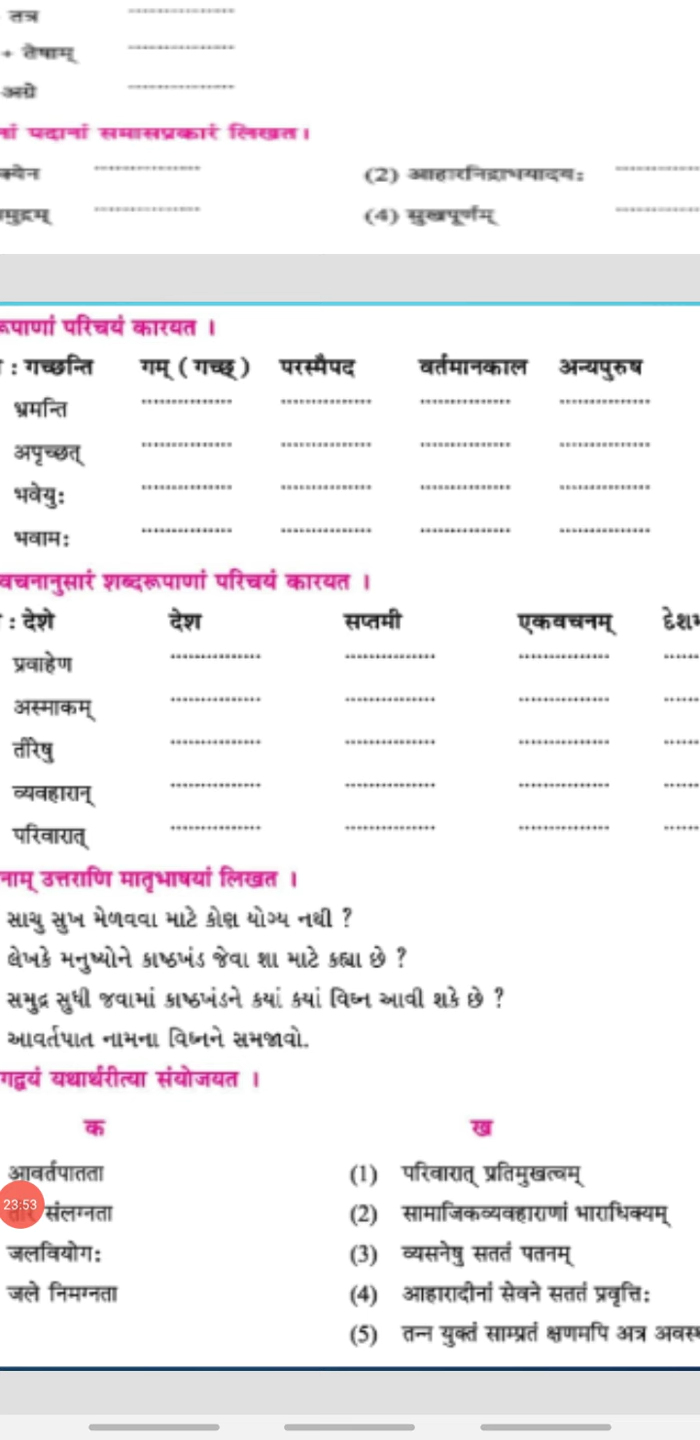 तत्र
+ तेषाम्
अग्रे
पदानां समासप्रकारं लिखत।
(2) आहारनिद्राभयादयः
(4) सुखपूर्णम्
रूपाणां परिचयं कारयत ।
: गच्छन्ति गम् ( गच्छ् ) परस्मैपद वर्तमानकाल अन्यपुरुष
भ्रमन्ति
अपृच्छत्
भवेयुः
भवामः
वचनानुसारं शब्दरूपाणां परिचयं कारयत ।
: देशे देश सप्तमी एकवचनम्
प्रवाहेण
अस्माकम्
तीरेषु
व्यवहारान्
परिवारात्
नाम् उत्तराणि मातृभाषयां लिखत ।
સાચુ સુખ મેળવવા માટે કોણ યોગ્ય નથી ?
લેખકે મનુષ્યોને કાષ્ઠખંડ જેવા શા માટે કહ્યા છે ?
સમુદ્ર સુધી જવામાં કાષ્ઠખંડને કયાં કયાં વિઘ્ન આવી શકે છે ?
આવર્તપાત નામના વિઘ્નને સમજાવો.
गद्वयं यथार्थरीत्या संयोजयत ।
क ख
आवर्तपातता (1) परिवारात् प्रतिमुखत्वम्
23:53 संलग्नता (2) सामाजिकव्यवहाराणां भाराधिक्यम्
जलवियोगः (3) व्यसनेषु सततं पतनम्
जले निमग्नता (4) आहारादीनां सेवने सततं प्रवृत्तिः
(5) तन्न युक्तं साम्प्रतं क्षणमपि अत्र